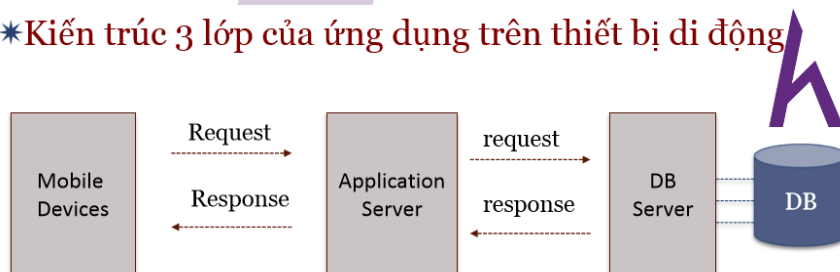 Kiến trúc 3 lớp của ứng dụng trên thiết bị di động
Request
request
Mobile
Devices
Response
Application
Server
response
DB
Server
DB